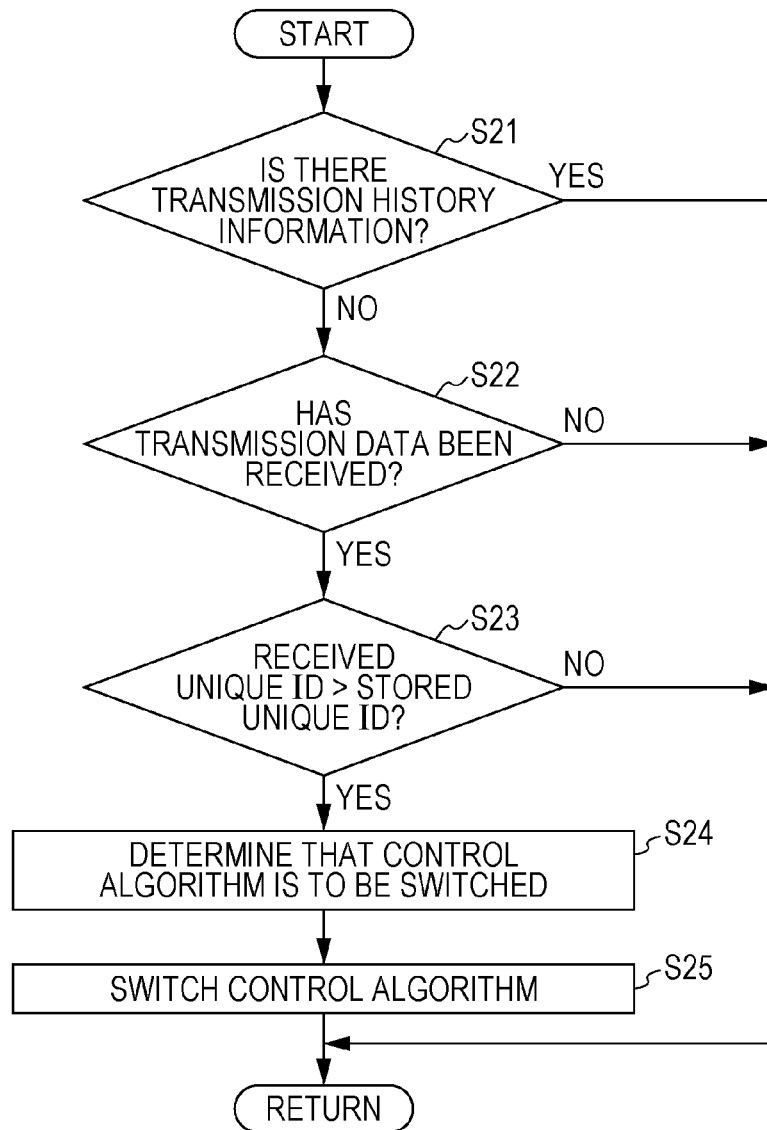 START
S21
IS THERE
TRANSMISSION HISTORY
INFORMATION?
YES
NO
S22
HAS
TRANSMISSION DATA BEEN
RECEIVED?
NO
YES
S23
RECEIVED
UNIQUE ID > STORED
UNIQUE ID?
NO
YES
S24
DETERMINE THAT CONTROL
ALGORITHM IS TO BE SWITCHED
S25
SWITCH CONTROL ALGORITHM
RETURN